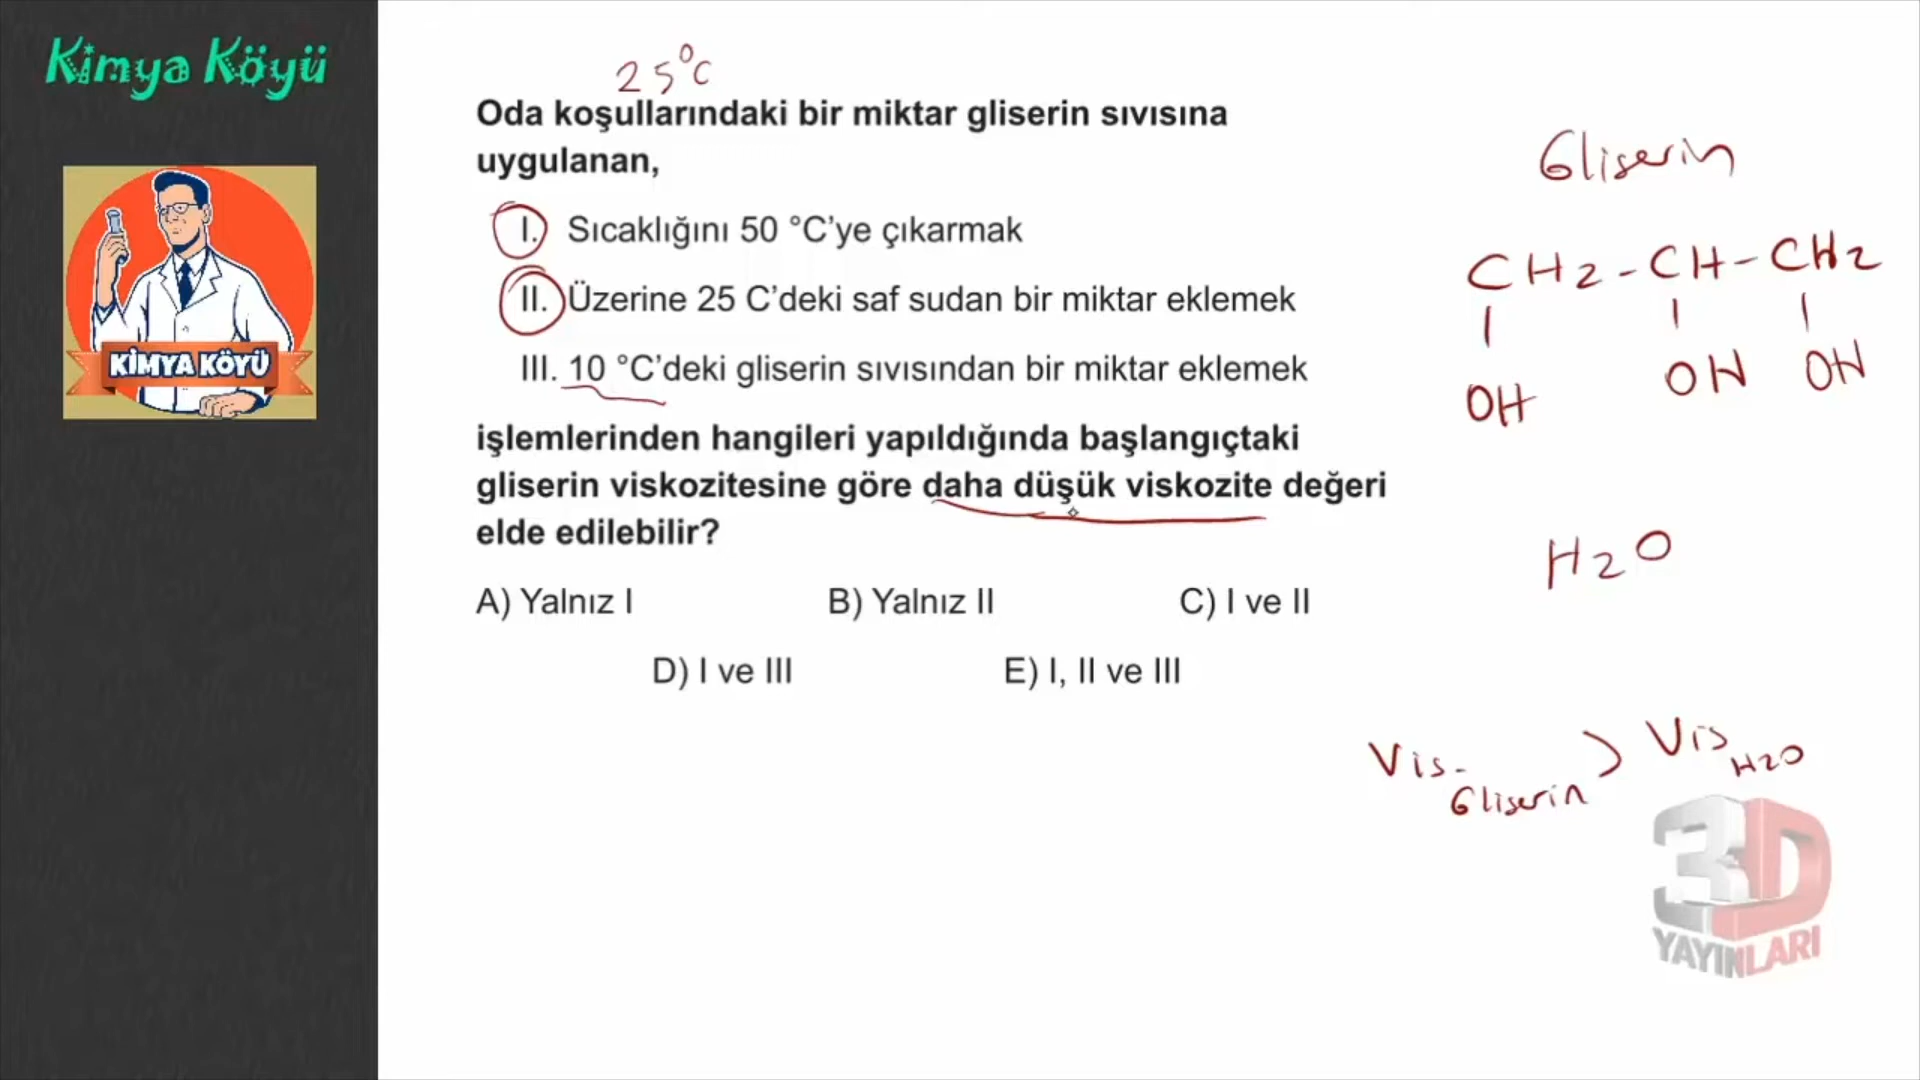 Kimya Köyü
KİMYA KÖYÜ
25°C
Oda koşullarındaki bir miktar gliserin sıvısına
uygulanan,
I. Sıcaklığını 50 °C'ye çıkarmak
II. Üzerine 25 C'deki saf sudan bir miktar eklemek
III. 10 °C'deki gliserin sıvısından bir miktar eklemek
işlemlerinden hangileri yapıldığında başlangıçtaki
gliserin viskozitesine göre daha düşük viskozite değeri
elde edilebilir?
A) Yalnız I B) Yalnız II C) I ve II
D) I ve III E) I, II ve III
Gliserin
CH2-CH-CH2
OH OH OH
H2O
Vis. Gliserin > Vis H2O
3D
YAYINLARI